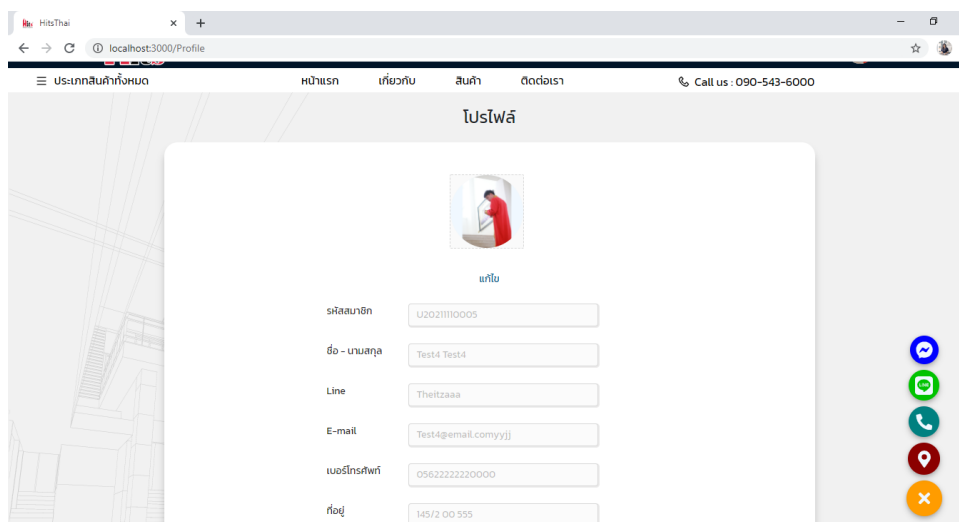 HitsThai
localhost:3000/Profile
ประเภทสินค้าทั้งหมด หน้าแรก เกี่ยวกับ สินค้า ติดต่อเรา Call us : 090-543-6000
โปรไฟล์
แก้ไข
รหัสสมาชิก U20211110005
ชื่อ - นามสกุล Test4 Test4
Line Theitzaaa
E-mail Test4@email.comyyjj
เบอร์โทรศัพท์ 05622222220000
ที่อยู่ 145/2 00 555